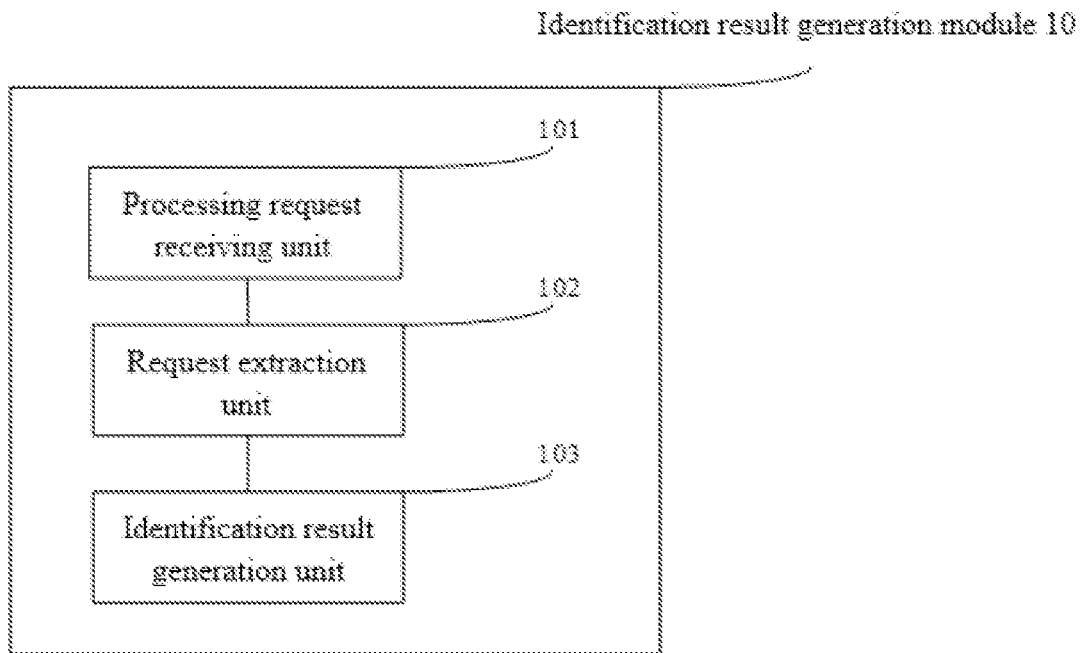 Identification result generation module 10
101
Processing request
receiving unit
102
Request extraction
unit
103
Identification result
generation unit